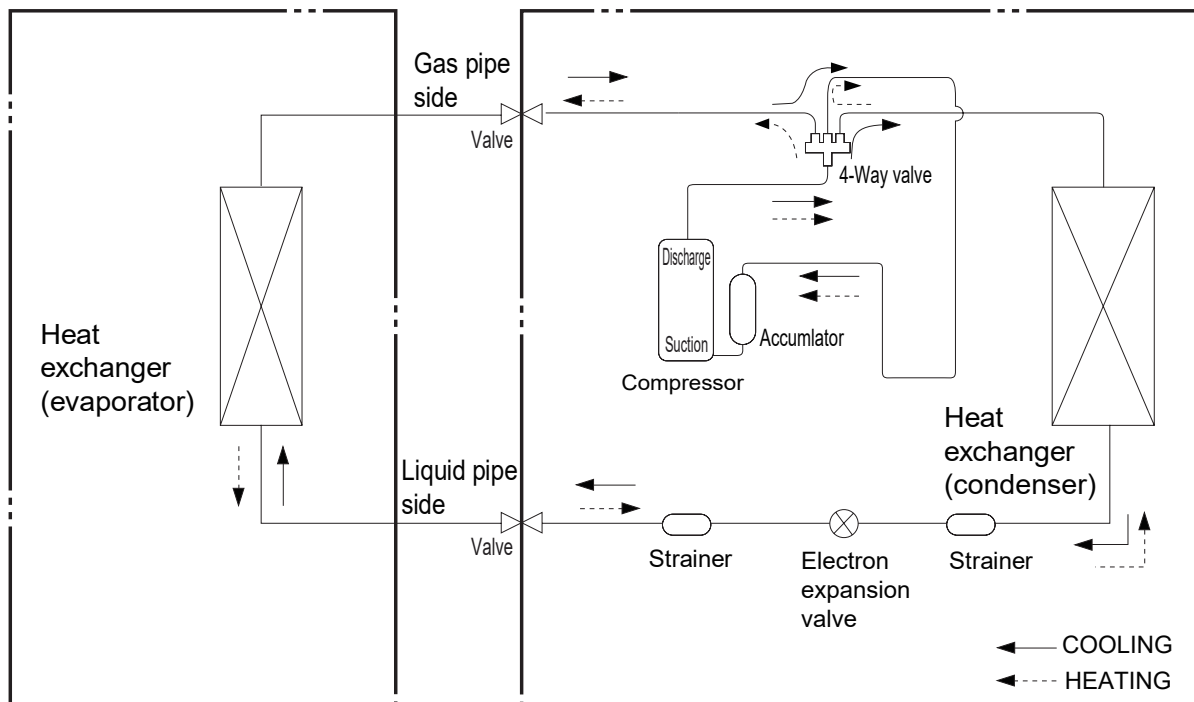 Gas pipe
side
Valve
4-Way valve
Discharge
Suction
Accumlator
Compressor
Heat
exchanger
(evaporator)
Heat
exchanger
(condenser)
Liquid pipe
side
Valve
Strainer
Electron
expansion
valve
Strainer
COOLING
HEATING